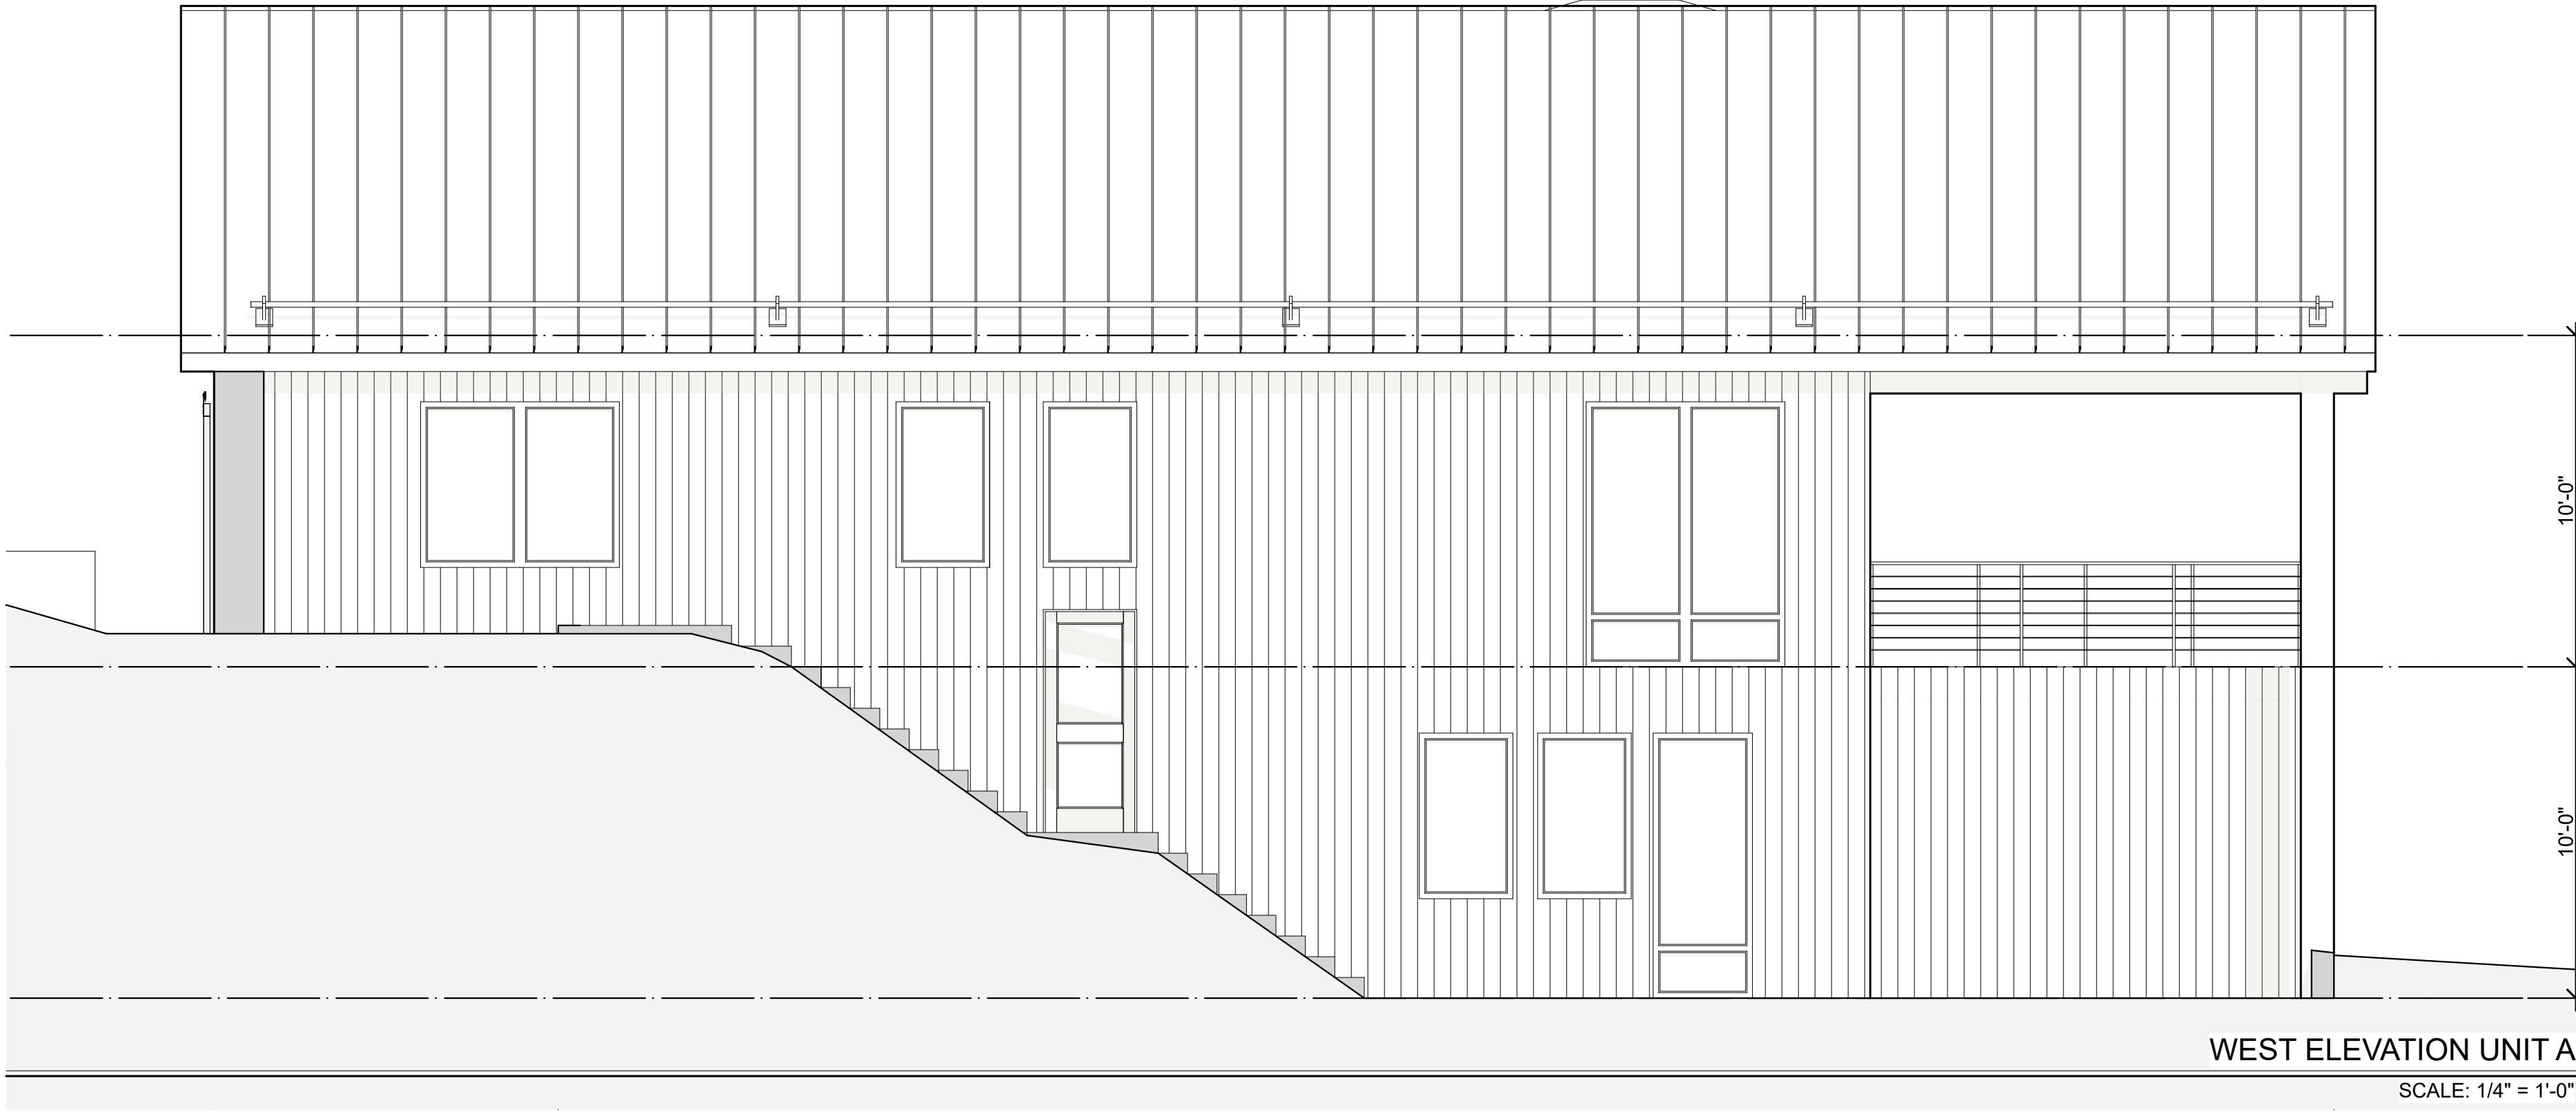 10'-0"
10'-0"
WEST ELEVATION UNIT A
SCALE: 1/4" = 1'-0"